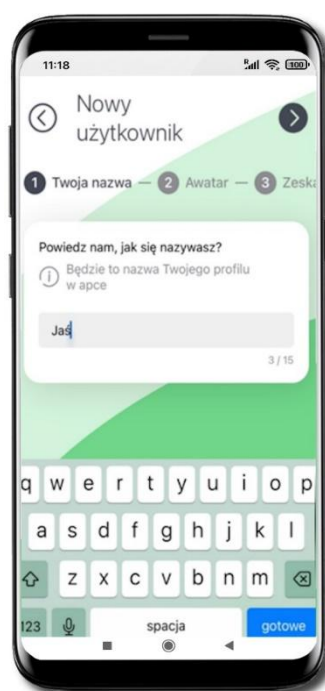 11:18
R
100
Nowy
użytkownik
1 Twoja nazwa — 2 Awatar — 3 Zeska
Powiedz nam, jak się nazywasz?
Będzie to nazwa Twojego profilu
w apce
Jaś
3 / 15
q w e r t y u i o p
a s d f g h j k l
z x c v b n m
123 spacja gotowe